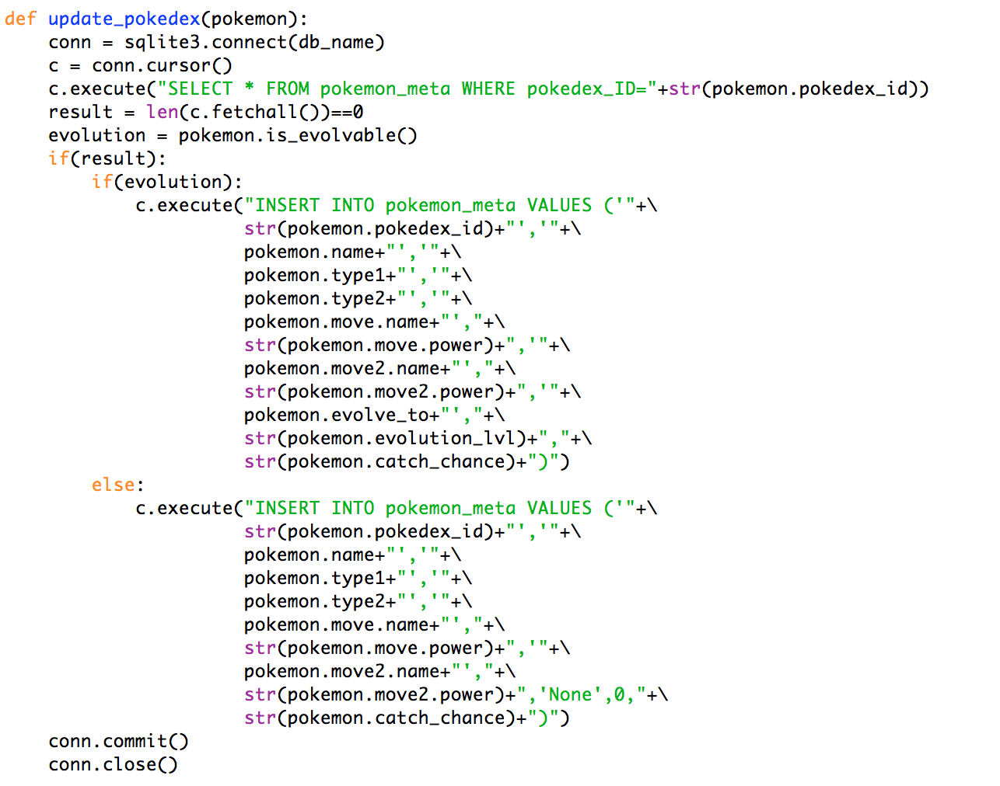 def update_pokedex(pokemon):
    conn = sqlite3.connect(db_name)
    c = conn.cursor()
    c.execute("SELECT * FROM pokemon_meta WHERE pokedex_ID="+str(pokemon.pokedex_id))
    result = len(c.fetchall())==0
    evolution = pokemon.is_evolvable()
    if(result):
        if(evolution):
            c.execute("INSERT INTO pokemon_meta VALUES ('"+\
                      str(pokemon.pokedex_id)+"','"+\
                      pokemon.name+"','"+\
                      pokemon.type1+"','"+\
                      pokemon.type2+"','"+\
                      pokemon.move.name+"',"+\
                      str(pokemon.move.power)+",'"+\
                      pokemon.move2.name+"',"+\
                      str(pokemon.move2.power)+",'"+\
                      pokemon.evolve_to+"',"+\
                      str(pokemon.evolution_lvl)+","+\
                      str(pokemon.catch_chance)+")")
        else:
            c.execute("INSERT INTO pokemon_meta VALUES ('"+\
                      str(pokemon.pokedex_id)+"','"+\
                      pokemon.name+"','"+\
                      pokemon.type1+"','"+\
                      pokemon.type2+"','"+\
                      pokemon.move.name+"',"+\
                      str(pokemon.move.power)+",'"+\
                      pokemon.move2.name+"',"+\
                      str(pokemon.move2.power)+",'None',0,"+\
                      str(pokemon.catch_chance)+")")
    conn.commit()
    conn.close()